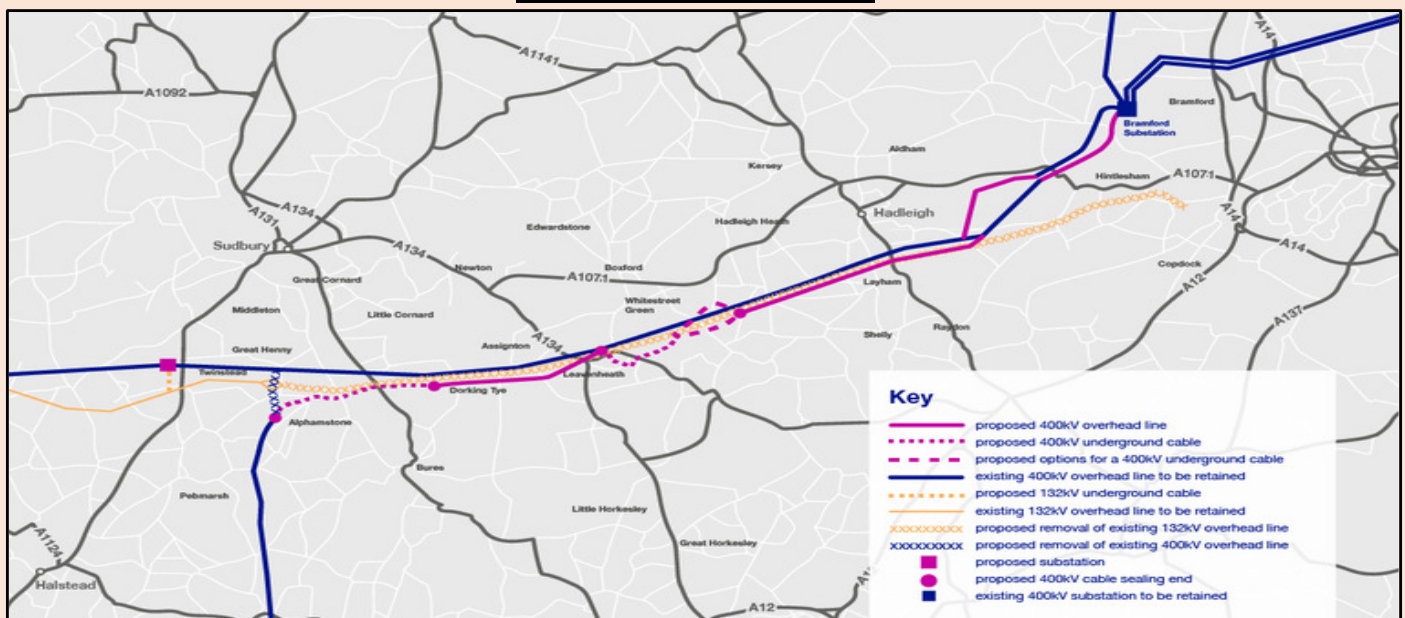 A1141
A14
A1092
Bramford
Bramford
Substation
Aldham
Kersey
Hintlesham
A1071
A131
A134
Hadleigh
Hadleigh Heath
A14
Edwardstone
Sudbury
A134
A14
Newton
Boxford
A1071
Copdock
Great Cornard
A12
Layham
Whitestreet
Green
Middleton
Little Cornard
A137
Raydon
Shelly
A134
Assignton
Great Henny
Twinstead
Leavenheath
Dorking Tye
Alphamstone
Bures
Pebmarsh
Little Horkesley
Great Horkesley
A1124
Halstead
A12
Key
proposed 400kV overhead line
proposed 400kV underground cable
proposed options for a 400kV underground cable
existing 400kV overhead line to be retained
proposed 132kV underground cable
existing 132kV overhead line to be retained
proposed removal of existing 132kV overhead line
proposed removal of existing 400kV overhead line
proposed substation
proposed 400kV cable sealing end
existing 400kV substation to be retained